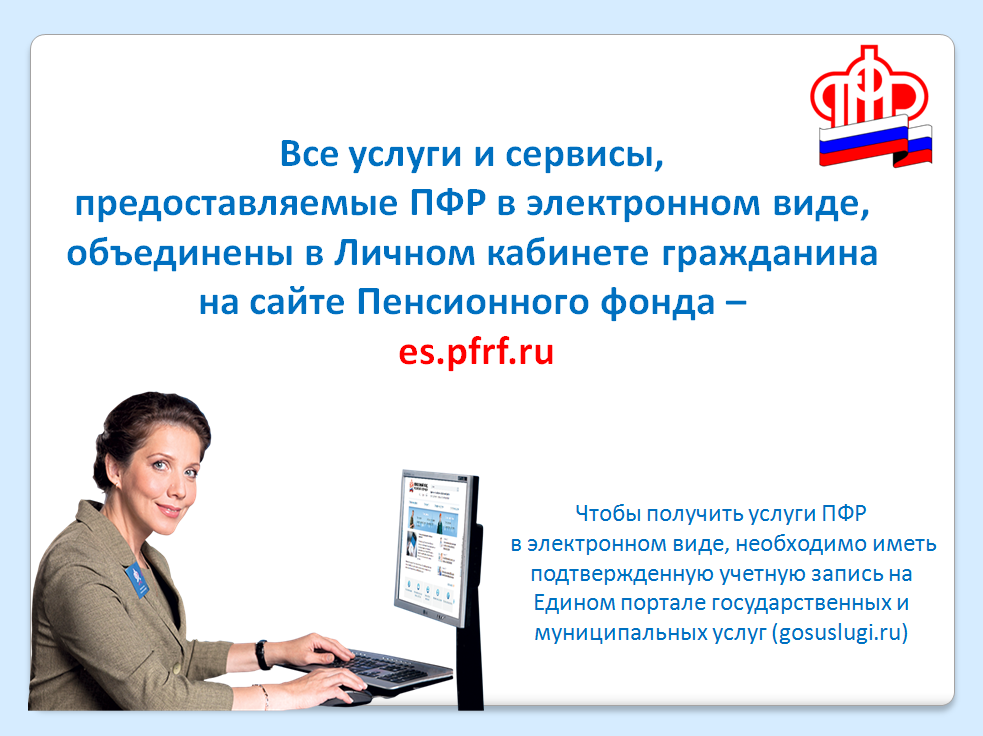 Все услуги и сервисы,
предоставляемые ПФР в электронном виде,
объединены в Личном кабинете гражданина
на сайте Пенсионного фонда –
es.pfrf.ru
Чтобы получить услуги ПФР
в электронном виде, необходимо иметь
подтвержденную учетную запись на
Едином портале государственных и
муниципальных услуг (gosuslugi.ru)